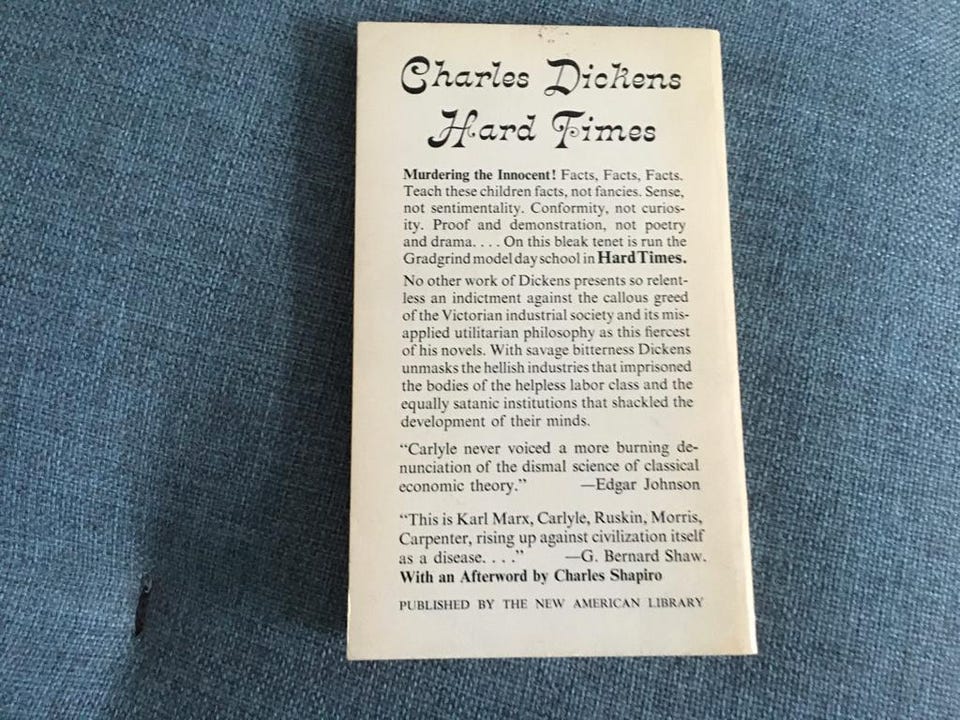 Charles Dickens
Hard Times
Murdering the Innocent! Facts, Facts, Facts.
Teach these children facts, not fancies. Sense,
not sentimentality. Conformity, not curios-
ity. Proof and demonstration, not poetry
and drama. . . . On this bleak tenet is run the
Gradgrind model day school in Hard Times.
No other work of Dickens presents so relent-
less an indictment against the callous greed
of the Victorian industrial society and its mis-
applied utilitarian philosophy as this fiercest
of his novels. With savage bitterness Dickens
unmasks the hellish industries that imprisoned
the bodies of the helpless labor class and the
equally satanic institutions that shackled the
development of their minds.
“Carlyle never voiced a more burning de-
nunciation of the dismal science of classical
economic theory.” —Edgar Johnson
“This is Karl Marx, Carlyle, Ruskin, Morris,
Carpenter, rising up against civilization itself
as a disease. . . .” —G. Bernard Shaw.
With an Afterword by Charles Shapiro
PUBLISHED BY THE NEW AMERICAN LIBRARY